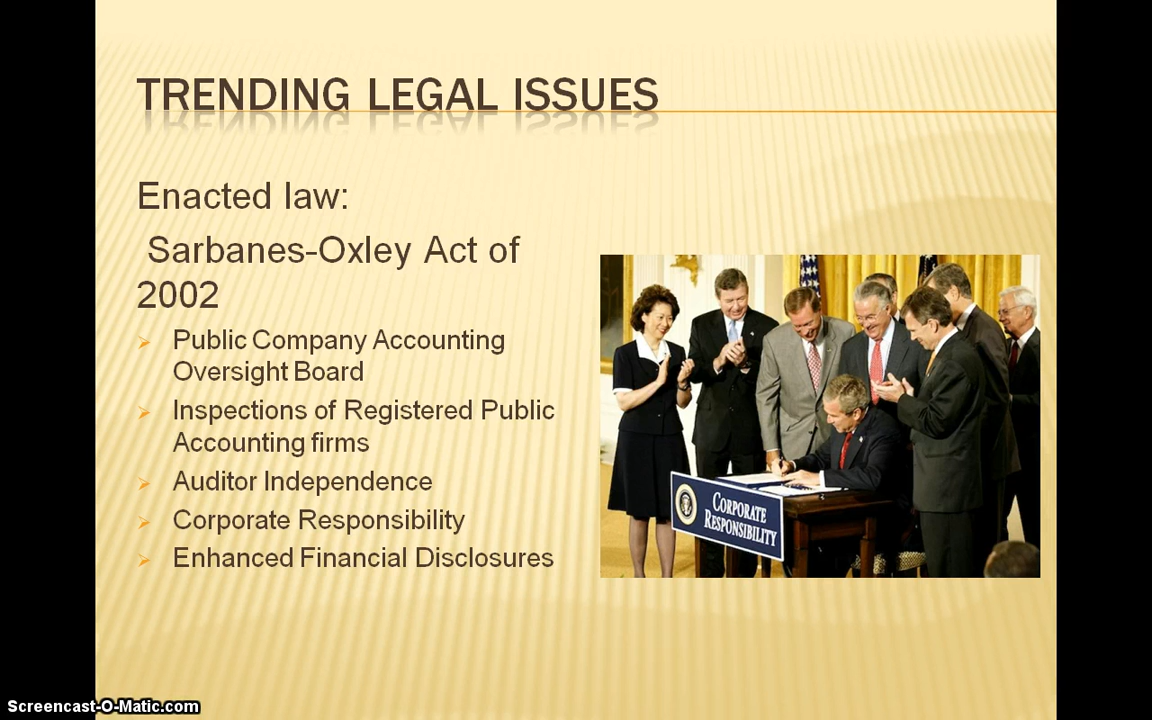 TRENDING LEGAL ISSUES
Enacted law:
Sarbanes-Oxley Act of
2002
Public Company Accounting
Oversight Board
Inspections of Registered Public
Accounting firms
Auditor Independence
Corporate Responsibility
Enhanced Financial Disclosures
CORPORATE
RESPONSIBILITY
Screencast-O-Matic.com